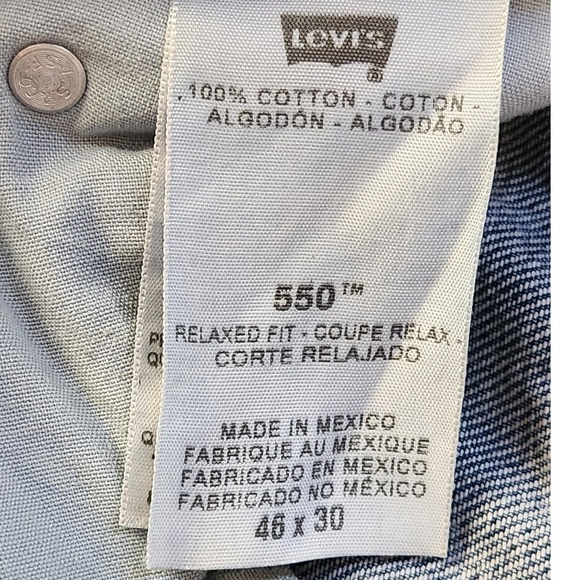 LEVI'S
®
.100% COTTON - COTON -
ALGODÓN - ALGODÃO
550™
RELAXED FIT - COUPE RELAX -
CORTE RELAJADO
MADE IN MEXICO
FABRIQUE AU MEXIQUE
FABRICADO EN MEXICO
FABRICADO NO MÉXICO
46 x 30